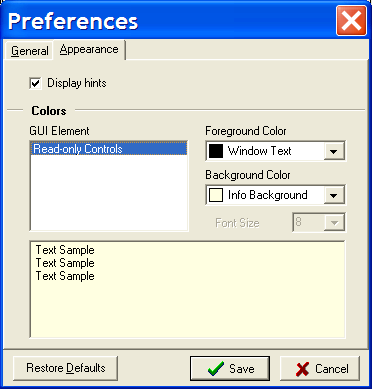 Preferences
General Appearance
Display hints
Colors
GUI Element
Read-only Controls
Foreground Color
Window Text
Background Color
Info Background
Font Size 8
Text Sample
Text Sample
Text Sample
Restore Defaults Save Cancel